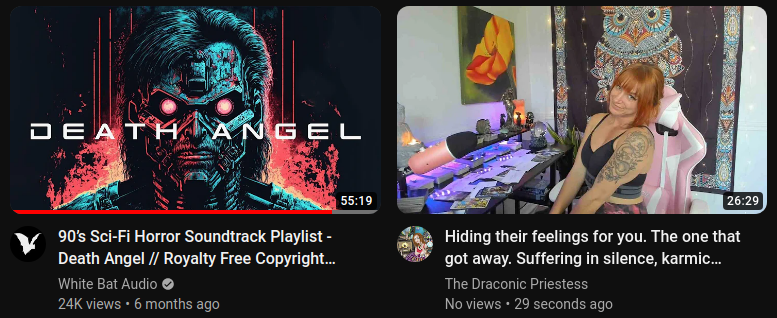 DEATH ANGEL
55:19
90's Sci-Fi Horror Soundtrack Playlist -
Death Angel // Royalty Free Copyright...
White Bat Audio
24K views • 6 months ago
26:29
Hiding their feelings for you. The one that
got away. Suffering in silence, karmic...
The Draconic Priestess
No views • 29 seconds ago